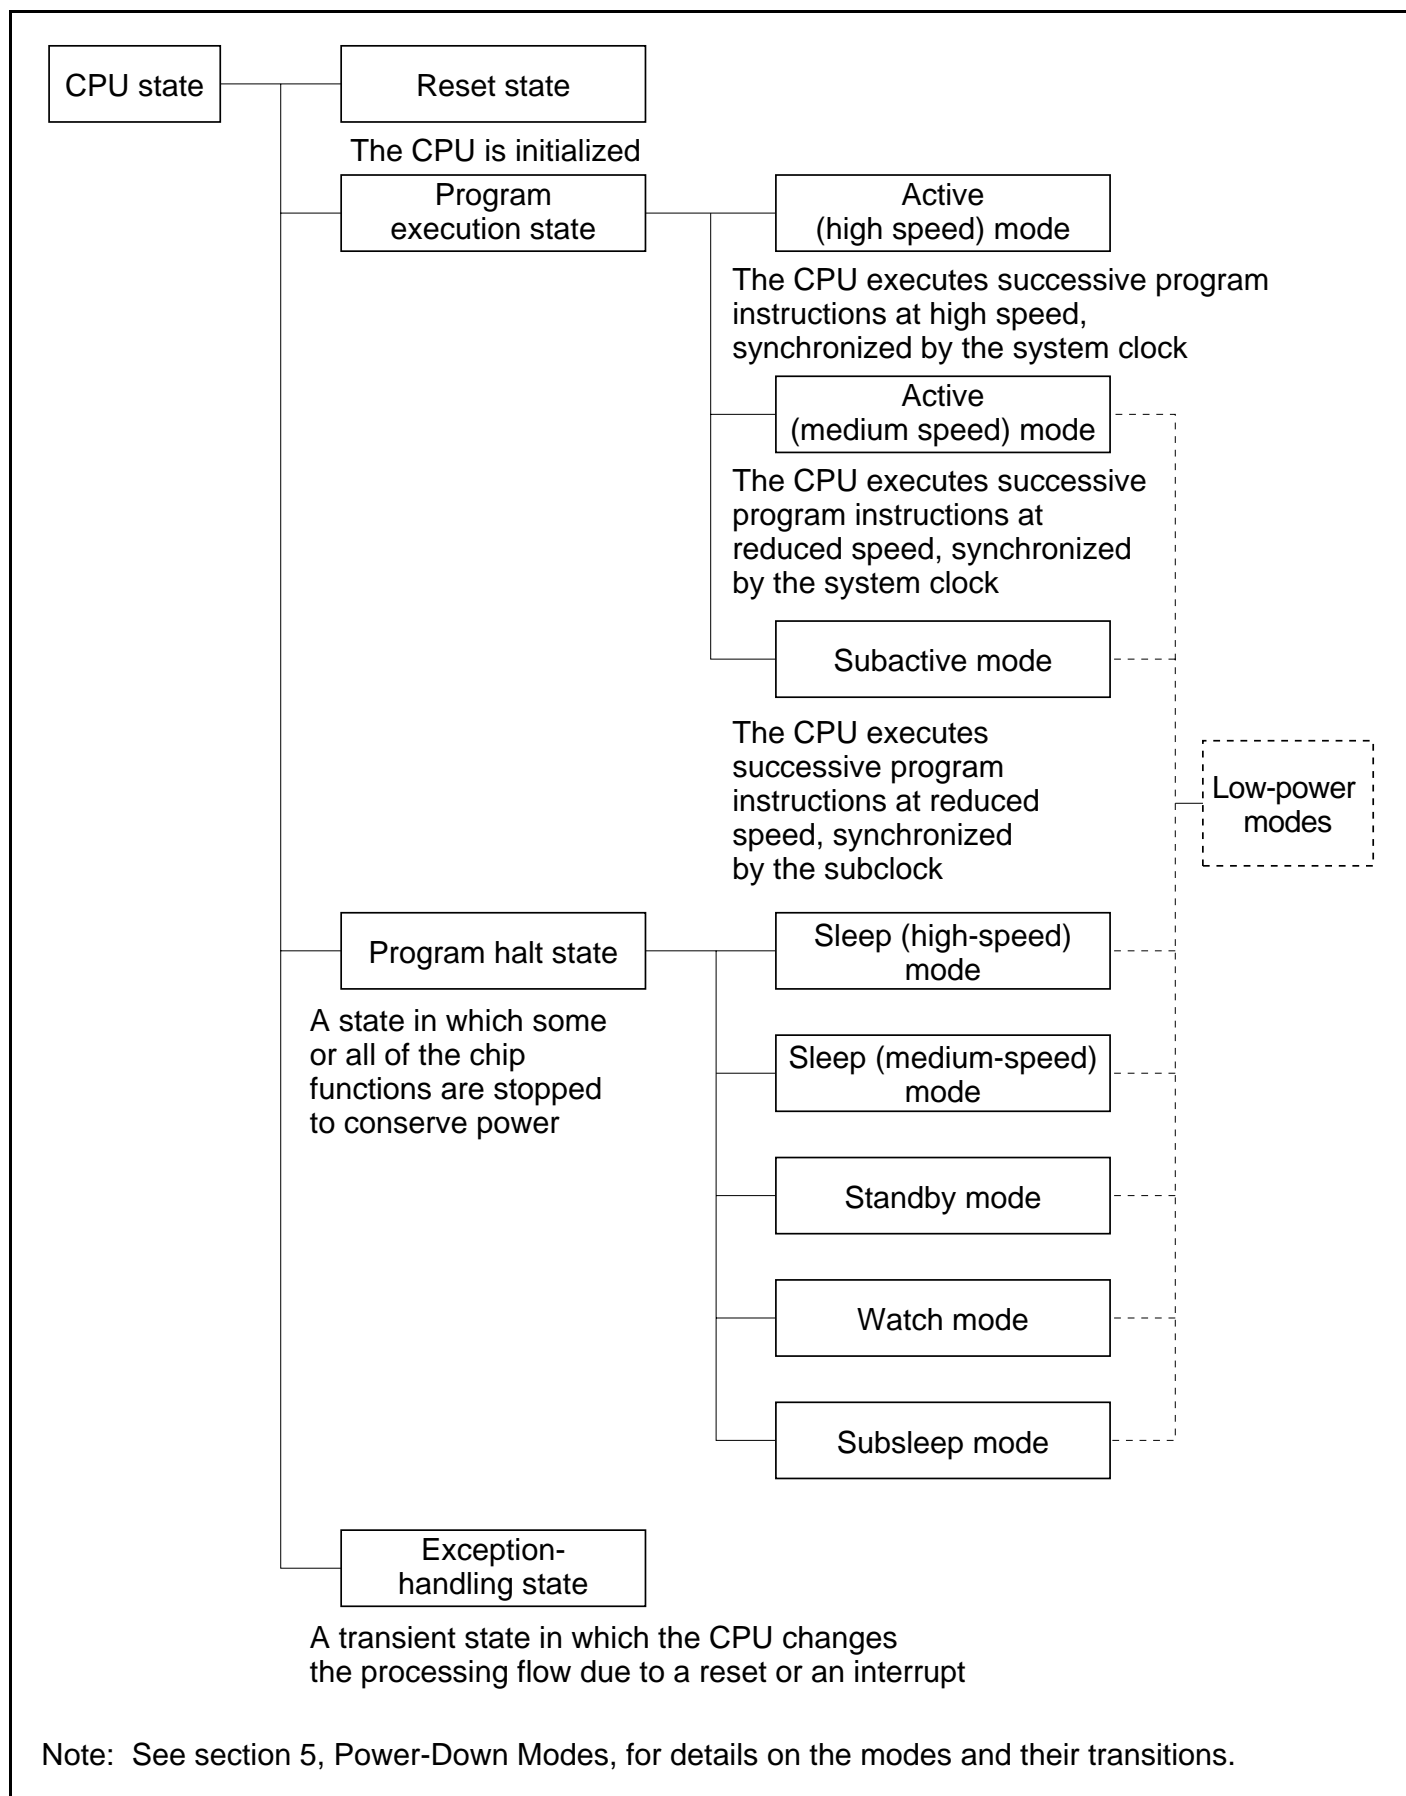 CPU state
Reset state
The CPU is initialized
Program
execution state
Active
(high speed) mode
The CPU executes successive program
instructions at high speed,
synchronized by the system clock
Active
(medium speed) mode
The CPU executes successive
program instructions at
reduced speed, synchronized
by the system clock
Subactive mode
The CPU executes
successive program
instructions at reduced
speed, synchronized
by the subclock
Low-power
modes
Program halt state
A state in which some
or all of the chip
functions are stopped
to conserve power
Sleep (high-speed)
mode
Sleep (medium-speed)
mode
Standby mode
Watch mode
Subsleep mode
Exception-
handling state
A transient state in which the CPU changes
the processing flow due to a reset or an interrupt
Note: See section 5, Power-Down Modes, for details on the modes and their transitions.